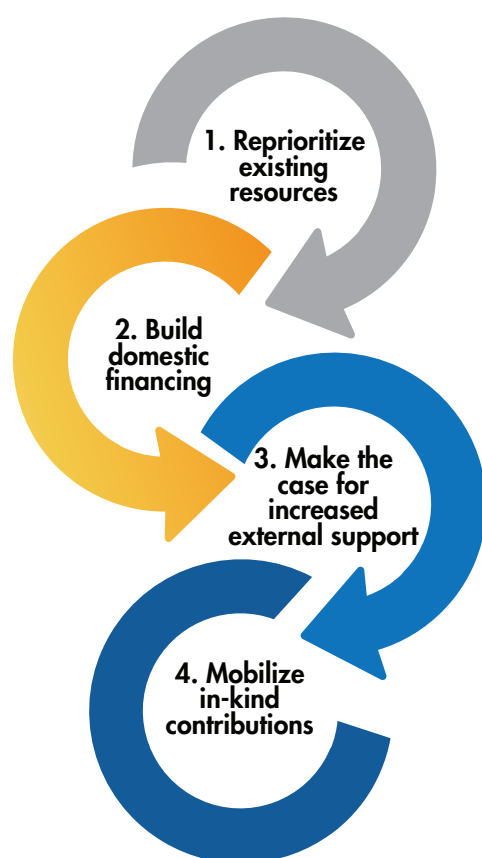 1. Reprioritize
existing
resources
2. Build
domestic
financing
3. Make the
case for
increased
external support
4. Mobilize
in-kind
contributions